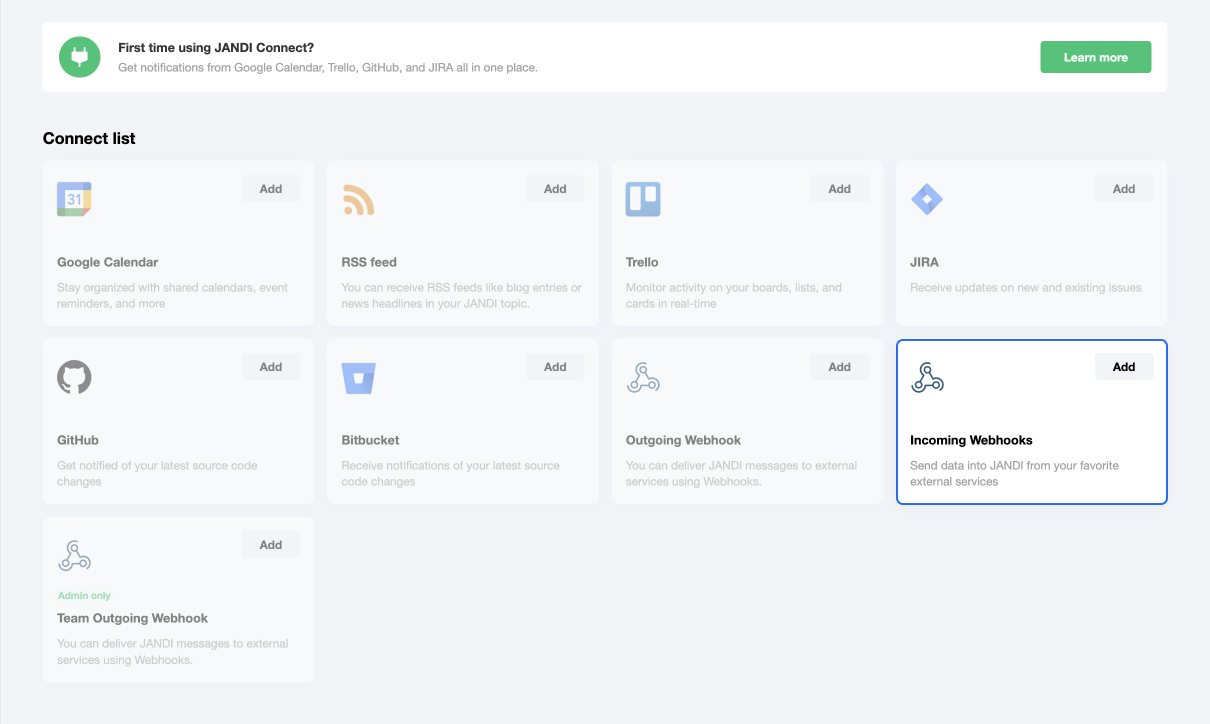 First time using JANDI Connect?
Get notifications from Google Calendar, Trello, GitHub, and JIRA all in one place.
Learn more
Connect list
31
Add
Google Calendar
Stay organized with shared calendars, event
reminders, and more
Add
RSS feed
You can receive RSS feeds like blog entries or
news headlines in your JANDI topic.
Add
Trello
Monitor activity on your boards, lists, and
cards in real-time
Add
JIRA
Receive updates on new and existing issues
Add
GitHub
Get notified of your latest source code
changes
Add
Bitbucket
Receive notifications of your latest source
code changes
Add
Outgoing Webhook
You can deliver JANDI messages to external
services using Webhooks.
Add
Incoming Webhooks
Send data into JANDI from your favorite
external services
Add
Admin only
Team Outgoing Webhook
You can deliver JANDI messages to external
services using Webhooks.